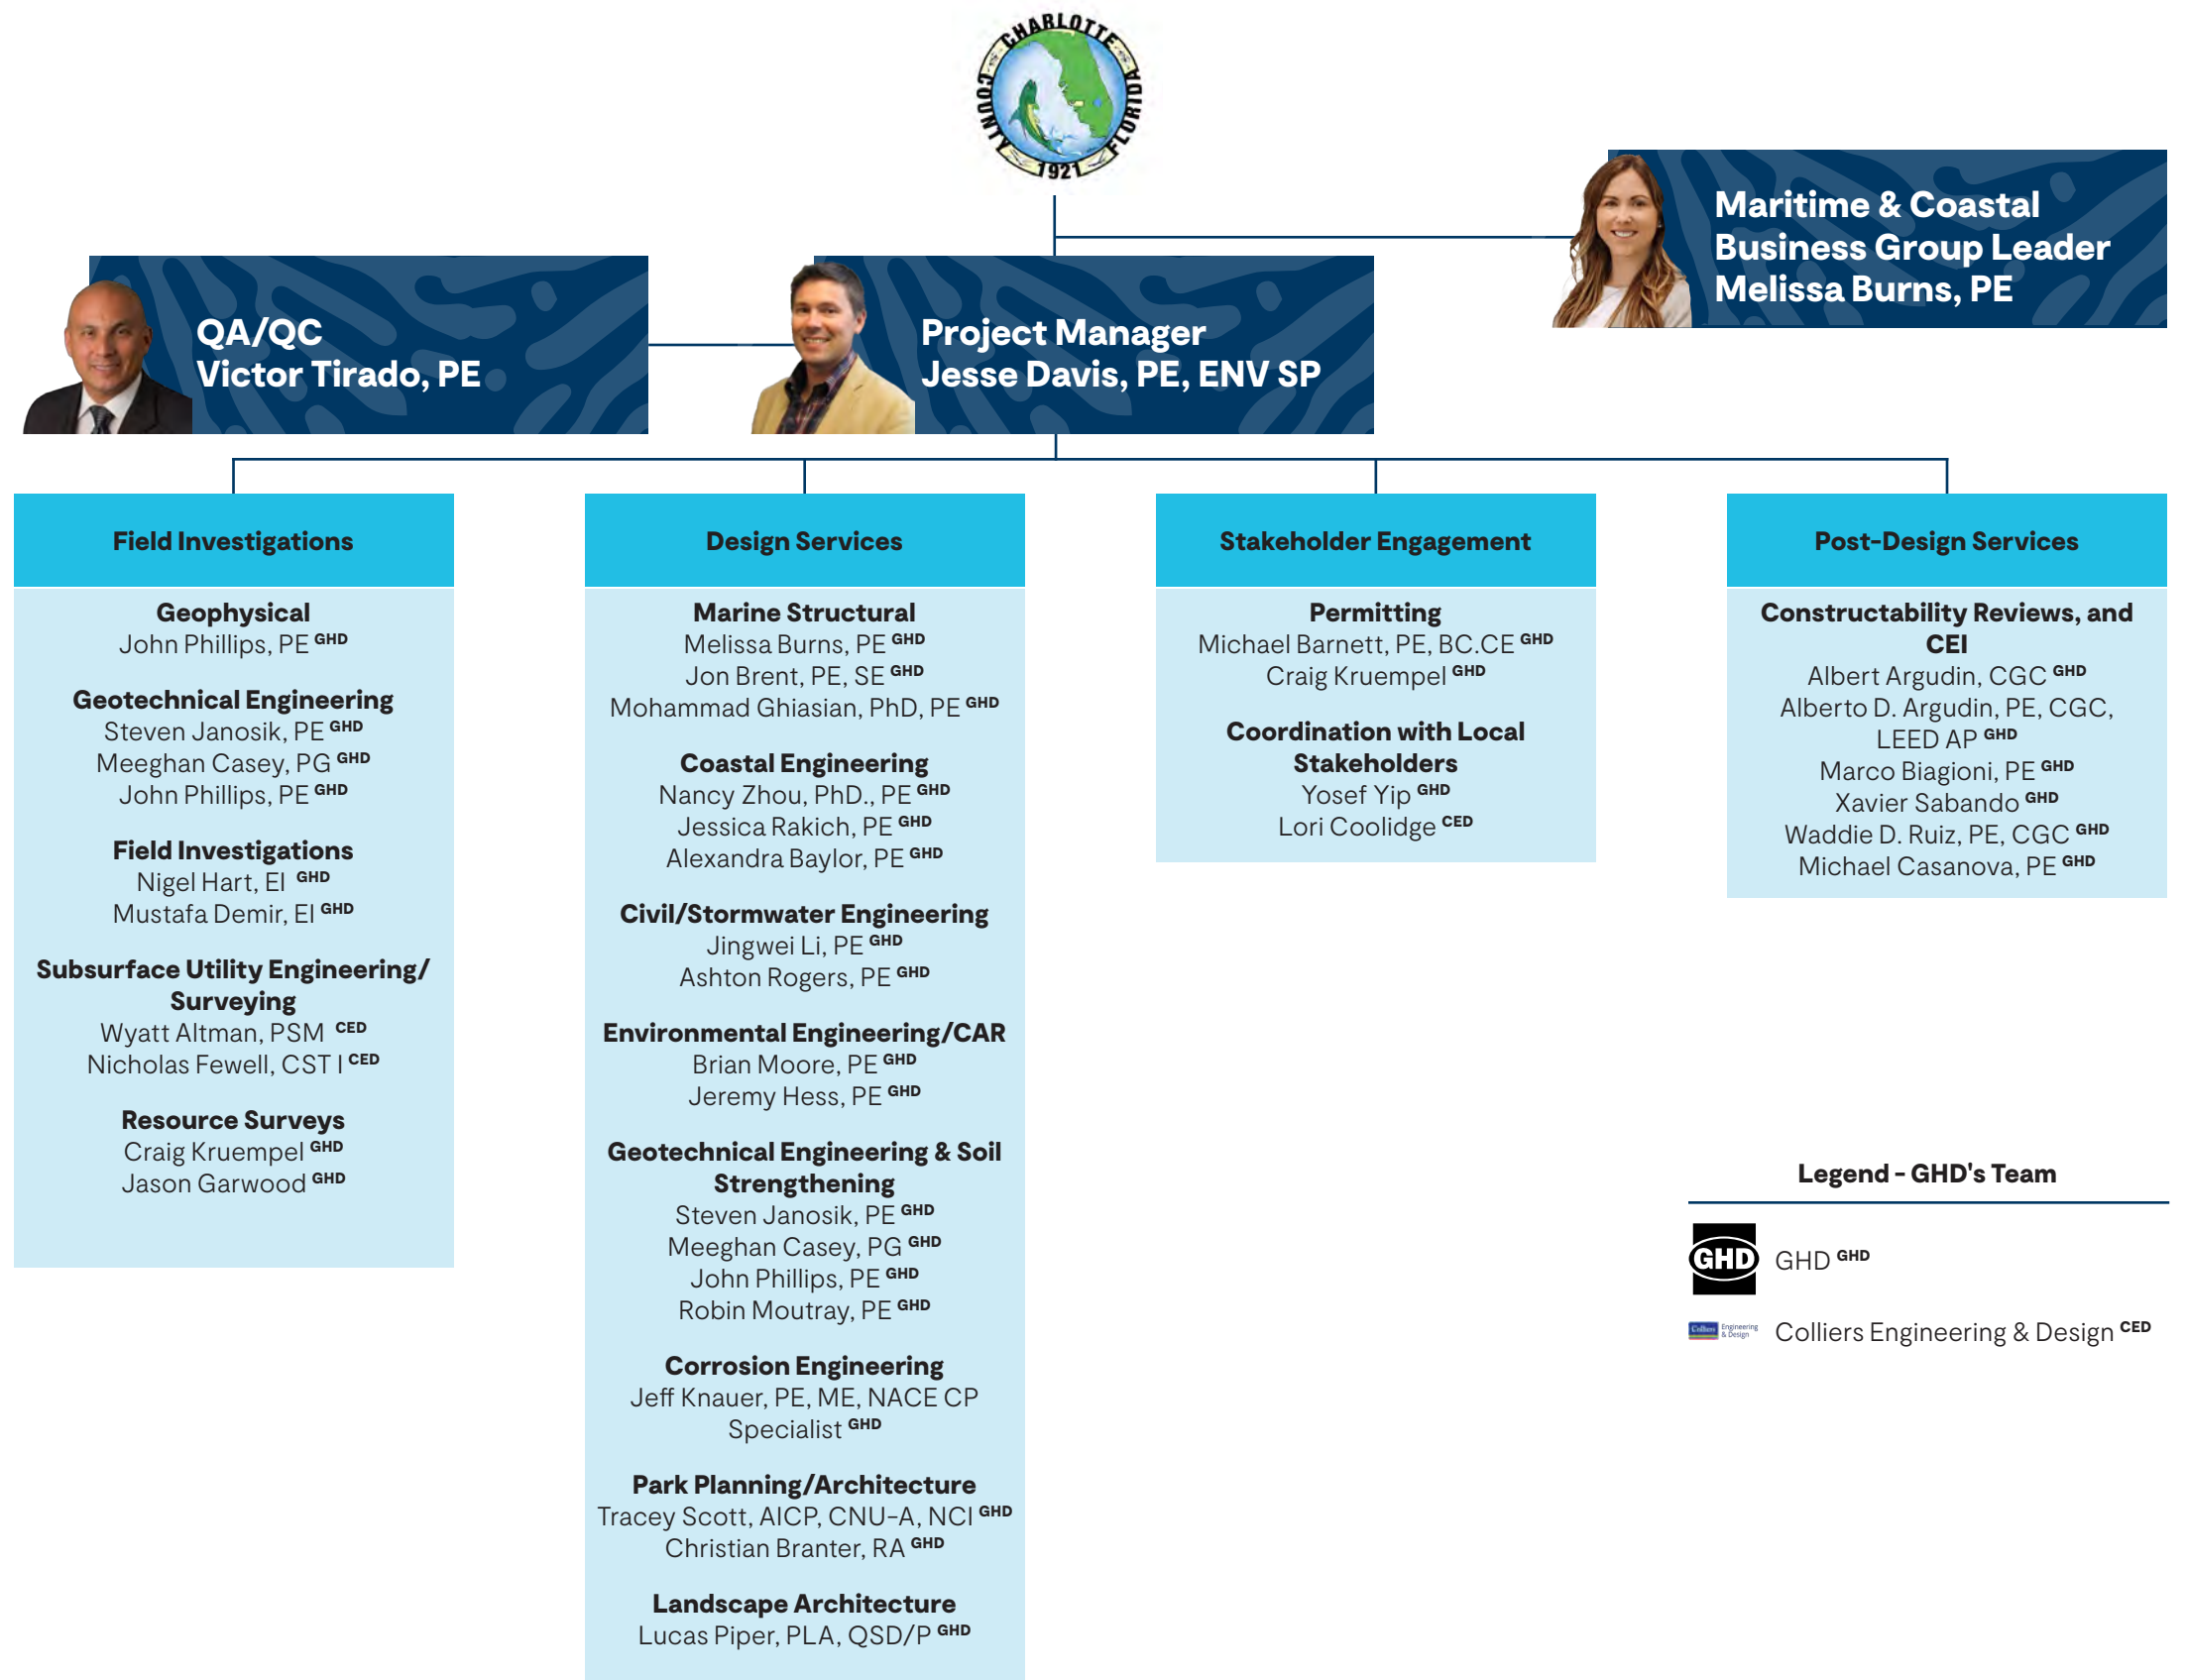 CHARLOTTE COUNTY FLORIDA 1921
Maritime & Coastal
Business Group Leader
Melissa Burns, PE
QA/QC
Victor Tirado, PE
Project Manager
Jesse Davis, PE, ENV SP
Field Investigations
Geophysical
John Phillips, PE GHD
Geotechnical Engineering
Steven Janosik, PE GHD
Meeghan Casey, PG GHD
John Phillips, PE GHD
Field Investigations
Nigel Hart, EI GHD
Mustafa Demir, EI GHD
Subsurface Utility Engineering/
Surveying
Wyatt Altman, PSM CED
Nicholas Fewell, CST I CED
Resource Surveys
Craig Kruempel GHD
Jason Garwood GHD
Design Services
Marine Structural
Melissa Burns, PE GHD
Jon Brent, PE, SE GHD
Mohammad Ghiasian, PhD, PE GHD
Coastal Engineering
Nancy Zhou, PhD., PE GHD
Jessica Rakich, PE GHD
Alexandra Baylor, PE GHD
Civil/Stormwater Engineering
Jingwei Li, PE GHD
Ashton Rogers, PE GHD
Environmental Engineering/CAR
Brian Moore, PE GHD
Jeremy Hess, PE GHD
Geotechnical Engineering & Soil
Strengthening
Steven Janosik, PE GHD
Meeghan Casey, PG GHD
John Phillips, PE GHD
Robin Moutray, PE GHD
Corrosion Engineering
Jeff Knauer, PE, ME, NACE CP
Specialist GHD
Park Planning/Architecture
Tracey Scott, AICP, CNU-A, NCI GHD
Christian Branter, RA GHD
Landscape Architecture
Lucas Piper, PLA, QSD/P GHD
Stakeholder Engagement
Permitting
Michael Barnett, PE, BC.CE GHD
Craig Kruempel GHD
Coordination with Local
Stakeholders
Yosef Yip GHD
Lori Coolidge CED
Post-Design Services
Constructability Reviews, and
CEI
Albert Argudin, CGC GHD
Alberto D. Argudin, PE, CGC,
LEED AP GHD
Marco Biagioni, PE GHD
Xavier Sabando GHD
Waddie D. Ruiz, PE, CGC GHD
Michael Casanova, PE GHD
Legend - GHD's Team
GHD
GHD GHD
Colliers
Engineering
& Design
Colliers Engineering & Design CED